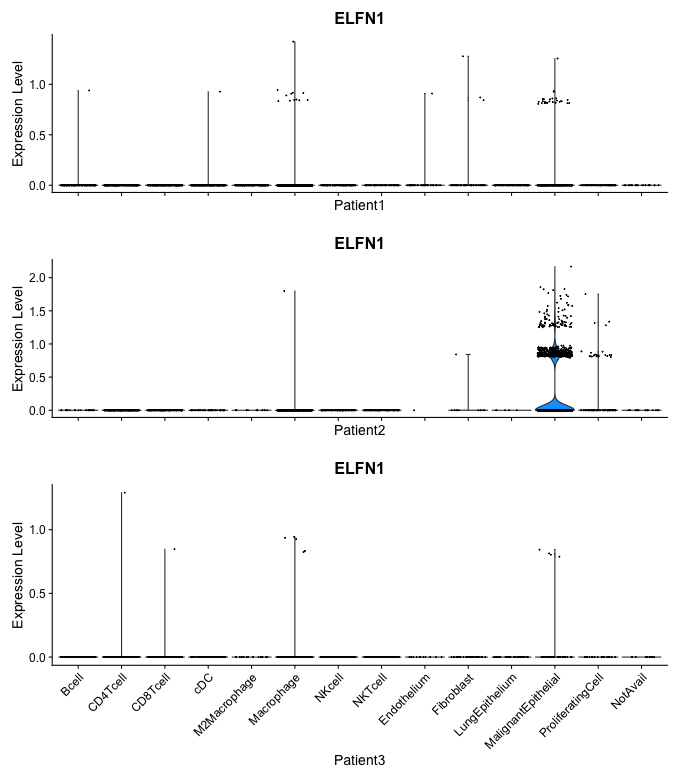 ELFN1
Expression Level
1.0
0.5
0.0
Patient1
ELFN1
Expression Level
2.0
1.5
1.0
0.5
0.0
Patient2
ELFN1
Expression Level
1.0
0.5
0.0
Bcell
CD4Tcell
CD8Tcell
cDC
M2Macrophage
Macrophage
NKcell
NKTcell
Endothelium
Fibroblast
LungEpithelium
MalignantEpithelial
ProliferatingCell
NotAvail
Patient3